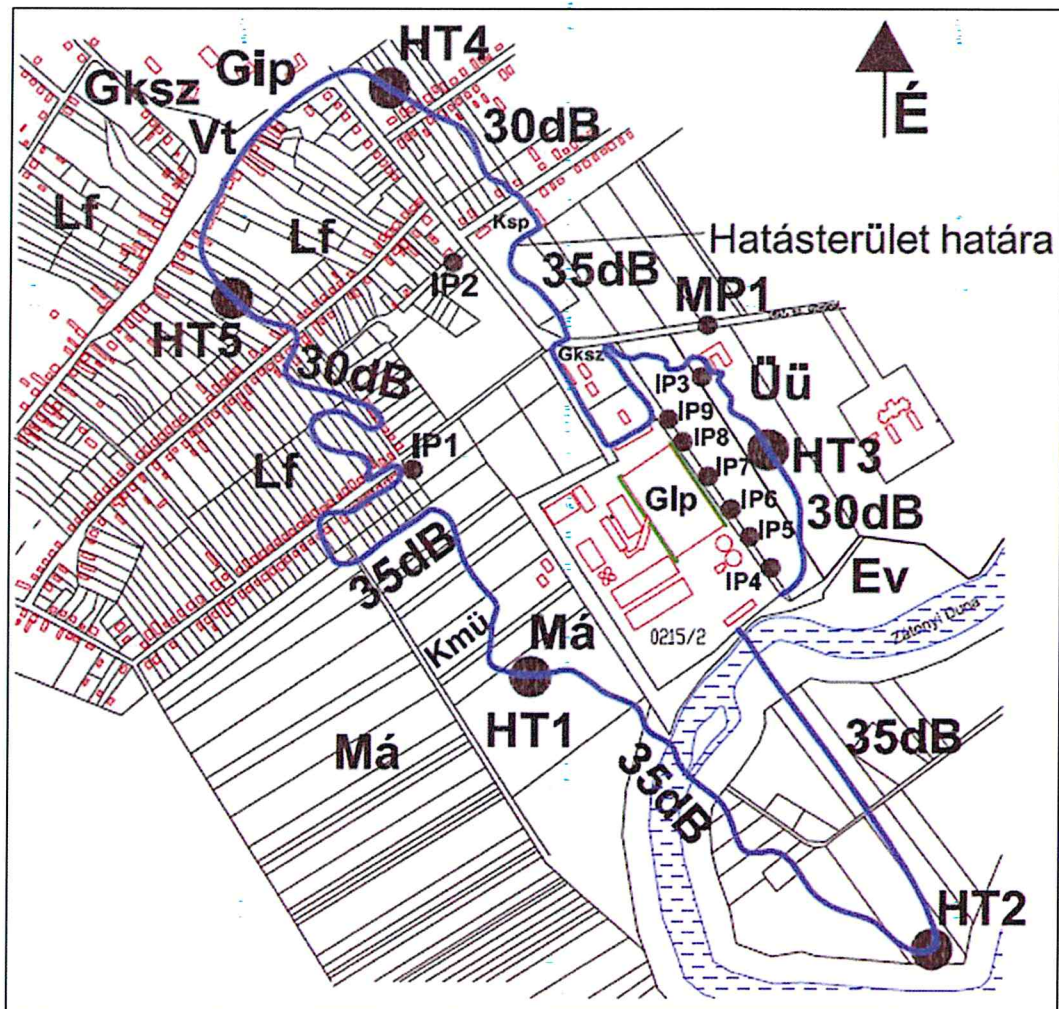 HT4
Gip
Gksz
Vt
30dB
É
Lf
Lf
Ksp
Hatásterület határa
IP2
35dB
MP1
HT5
30dB
Gksz
IP3
Üü
IP9
IP8
HT3
IP1
Lf
IP7
GIp
IP6
30dB
IP5
35dB
IP4
Ev
Má
Kmü
0215/2
Zátonyi Duna
HT1
Má
35dB
35dB
HT2